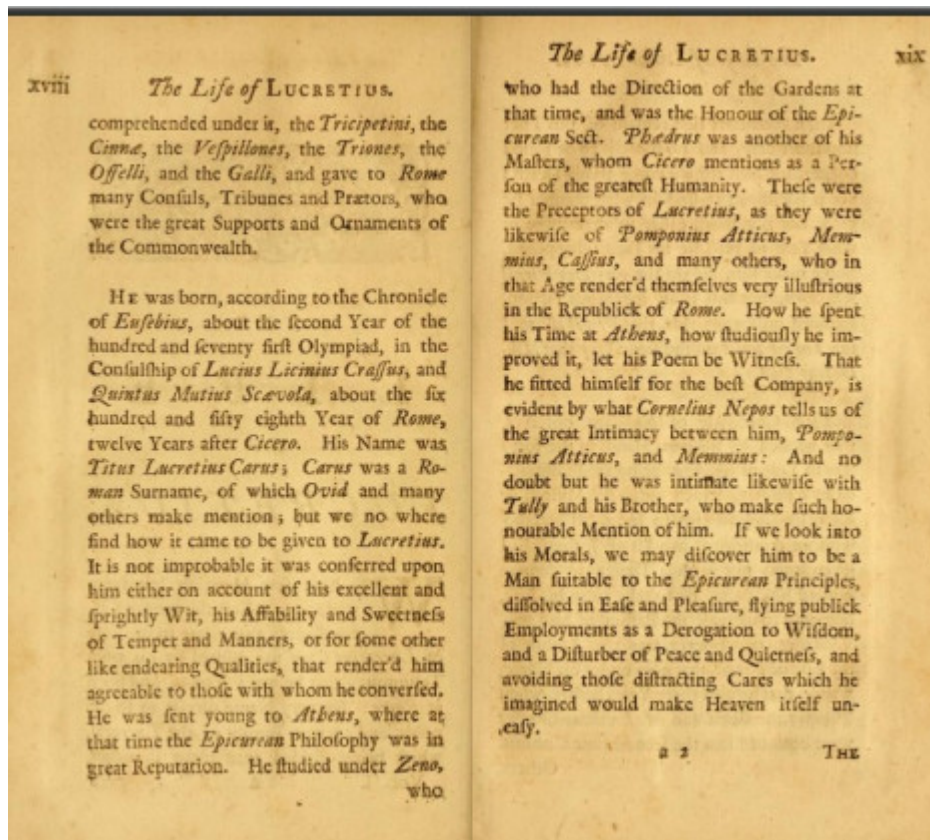 xviii The Life of LUCRETIUS.
comprehended under it, the Tricipetini, the
Cinnæ, the Veſpillones, the Triones, the
Offelli, and the Galli, and gave to Rome
many Conſuls, Tribunes and Prætors, who
were the great Supports and Ornaments of
the Commonwealth.
HE was born, according to the Chronicle
of Euſebius, about the ſecond Year of the
hundred and ſeventy firſt Olympiad, in the
Conſulſhip of Lucius Licinius Craſſus, and
Quintus Mutius Scævola, about the ſix
hundred and fifty eighth Year of Rome,
twelve Years after Cicero. His Name was
Titus Lucretius Carus; Carus was a Ro-
man Surname, of which Ovid and many
others make mention; but we no where
find how it came to be given to Lucretius.
It is not improbable it was conferred upon
him either on account of his excellent and
ſprightly Wit, his Affability and Sweetneſs
of Temper and Manners, or for ſome other
like endearing Qualities, that render'd him
agreeable to thoſe with whom he converſed.
He was ſent young to Athens, where at
that time the Epicurean Philoſophy was in
great Reputation. He ſtudied under Zeno,
who
The Life of LUCRETIUS. xix
who had the Direction of the Gardens at
that time, and was the Honour of the Epi-
curean Sect. Phædrus was another of his
Maſters, whom Cicero mentions as a Per-
ſon of the greateſt Humanity. Theſe were
the Preceptors of Lucretius, as they were
likewiſe of Pomponius Atticus, Mem-
mius, Caſſius, and many others, who in
that Age render'd themſelves very illuſtrious
in the Republick of Rome. How he ſpent
his Time at Athens, how ſtudiouſly he im-
proved it, let his Poem be Witneſs. That
he fitted himſelf for the beſt Company, is
evident by what Cornelius Nepos tells us of
the great Intimacy between him, Pompo-
nius Atticus, and Memmius: And no
doubt but he was intimate likewiſe with
Tully and his Brother, who make ſuch ho-
nourable Mention of him. If we look into
his Morals, we may diſcover him to be a
Man ſuitable to the Epicurean Principles,
diſſolved in Eaſe and Pleaſure, flying publick
Employments as a Derogation to Wiſdom,
and a Diſturber of Peace and Quietneſs, and
avoiding thoſe diſtracting Cares which he
imagined would make Heaven itſelf un-
eaſy.
a 2 THE